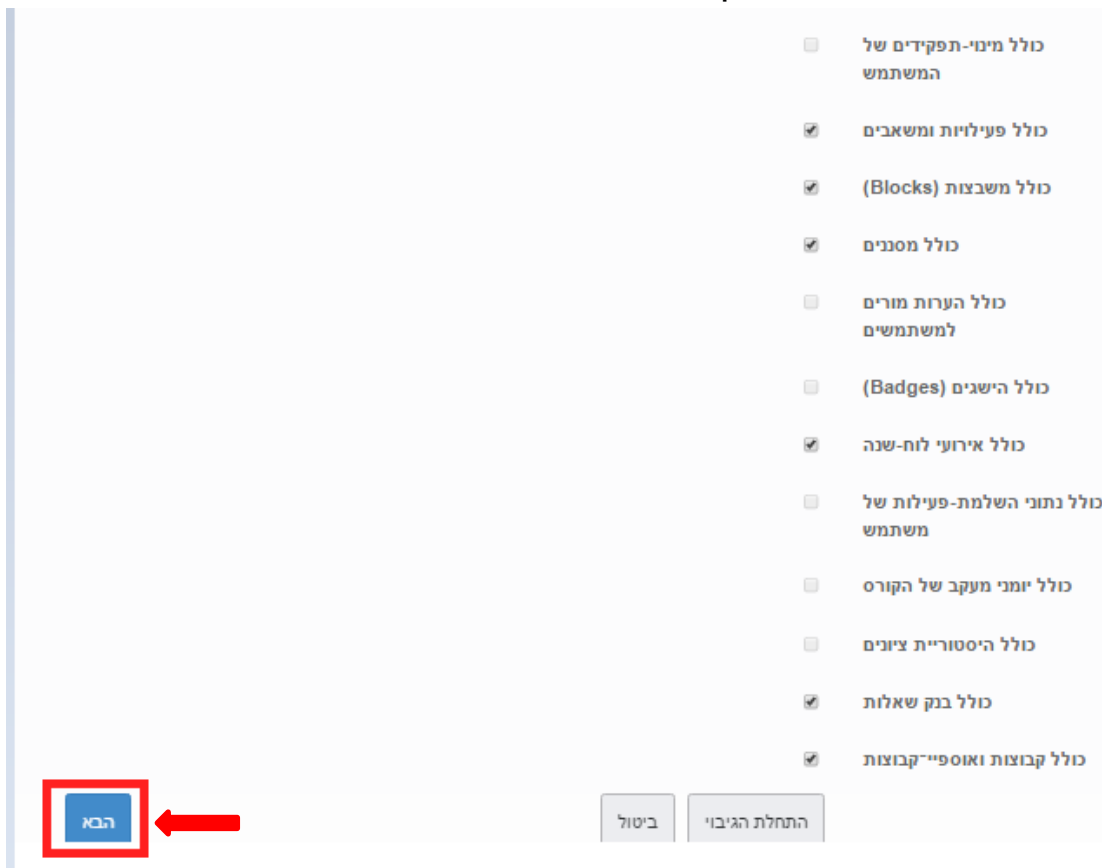 כולל מינוי-תפקידים של
המשתמש
כולל פעילויות ומשאבים
כולל משבצות (Blocks)
כולל מסננים
כולל הערות מורים
למשתמשים
כולל הישגים (Badges)
כולל אירועי לוח-שנה
כולל נתוני השלמת-פעילות של
משתמש
כולל יומני מעקב של הקורס
כולל היסטוריית ציונים
כולל בנק שאלות
כולל קבוצות ואוספיי־קבוצות
התחלת הגיבוי
ביטול
הבא